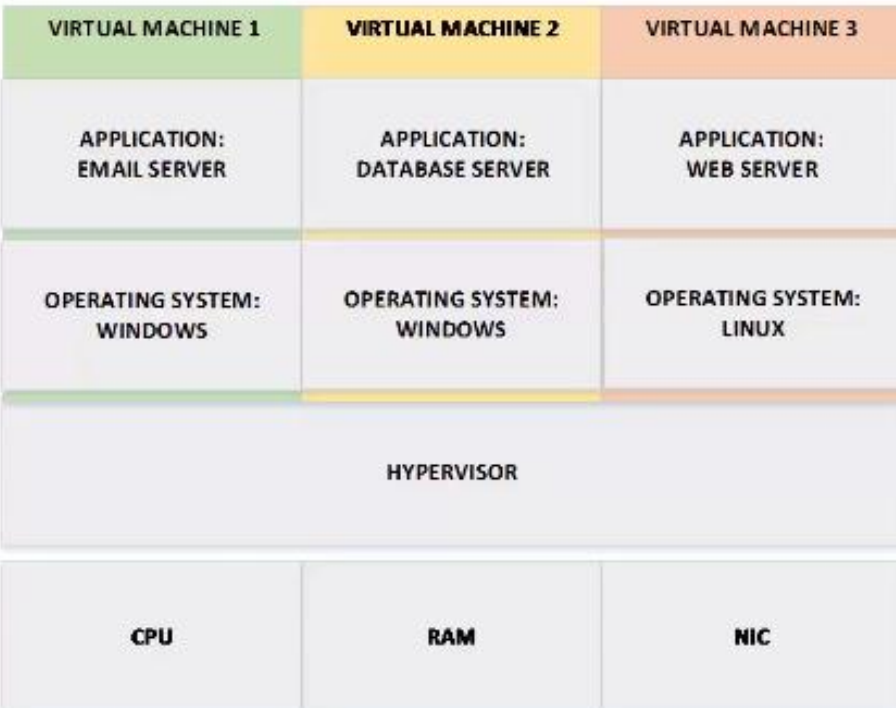 VIRTUAL MACHINE 1
VIRTUAL MACHINE 2
VIRTUAL MACHINE 3
APPLICATION:
EMAIL SERVER
APPLICATION:
DATABASE SERVER
APPLICATION:
WEB SERVER
OPERATING SYSTEM:
WINDOWS
OPERATING SYSTEM:
WINDOWS
OPERATING SYSTEM:
LINUX
HYPERVISOR
CPU
RAM
NIC